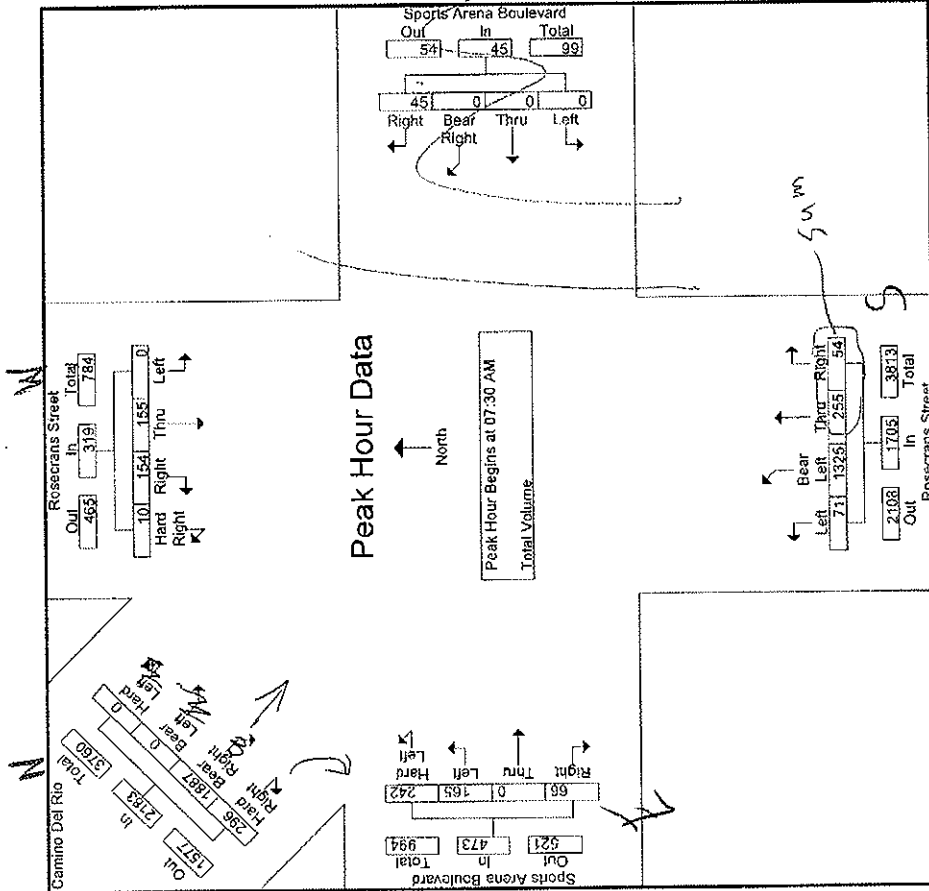 Sports Arena Boulevard
Out In Total
54 45 99
45 0 0 0
Right Bear Right Thru Left
Rosecrans Street
Out In Total
465 319 784
10 154 155 0
Hard Right Right Thru Left
Peak Hour Data
North
Peak Hour Begins at 07:30 AM
Total Volume
sum
Camino Del Rio
Out In Total
1577 2183 3760
296 1887 0 0
Hard Right
Bear Right
Bear Left
Hard Left
N
Sports Arena Boulevard
Out In Total
521 473 994
242 165 0 66
Hard Left
Left
Thru
Right
Left Bear Left Thru Right
71 1325 255 54
2108 1705 3813
Out In Total
Rosecrans Street
S